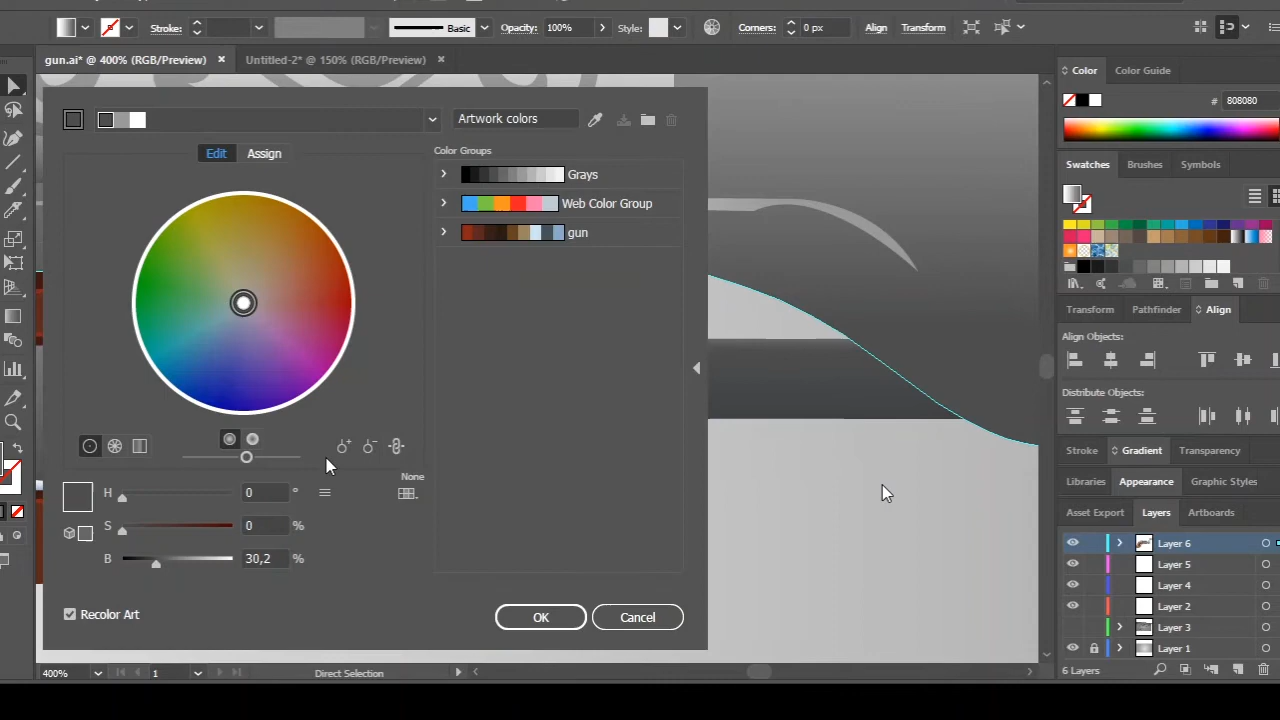 Stroke: Basic Opacity: 100% Style: Corners: 0 px Align Transform
gun.ai* @ 400% (RGB/Preview) × Untitled-2* @ 150% (RGB/Preview) ×
Color Color Guide
# 808080
Artwork colors
Edit Assign
Color Groups
Grays
Web Color Group
gun
Swatches Brushes Symbols
Transform Pathfinder Align
Align Objects:
Distribute Objects:
Stroke Gradient Transparency
Libraries Appearance Graphic Styles
Asset Export Layers Artboards
None
H 0 °
S 0 %
B 30,2 %
Recolor Art
OK Cancel
Layer 6
Layer 5
Layer 4
Layer 2
Layer 3
Layer 1
6 Layers
400% 1 Direct Selection